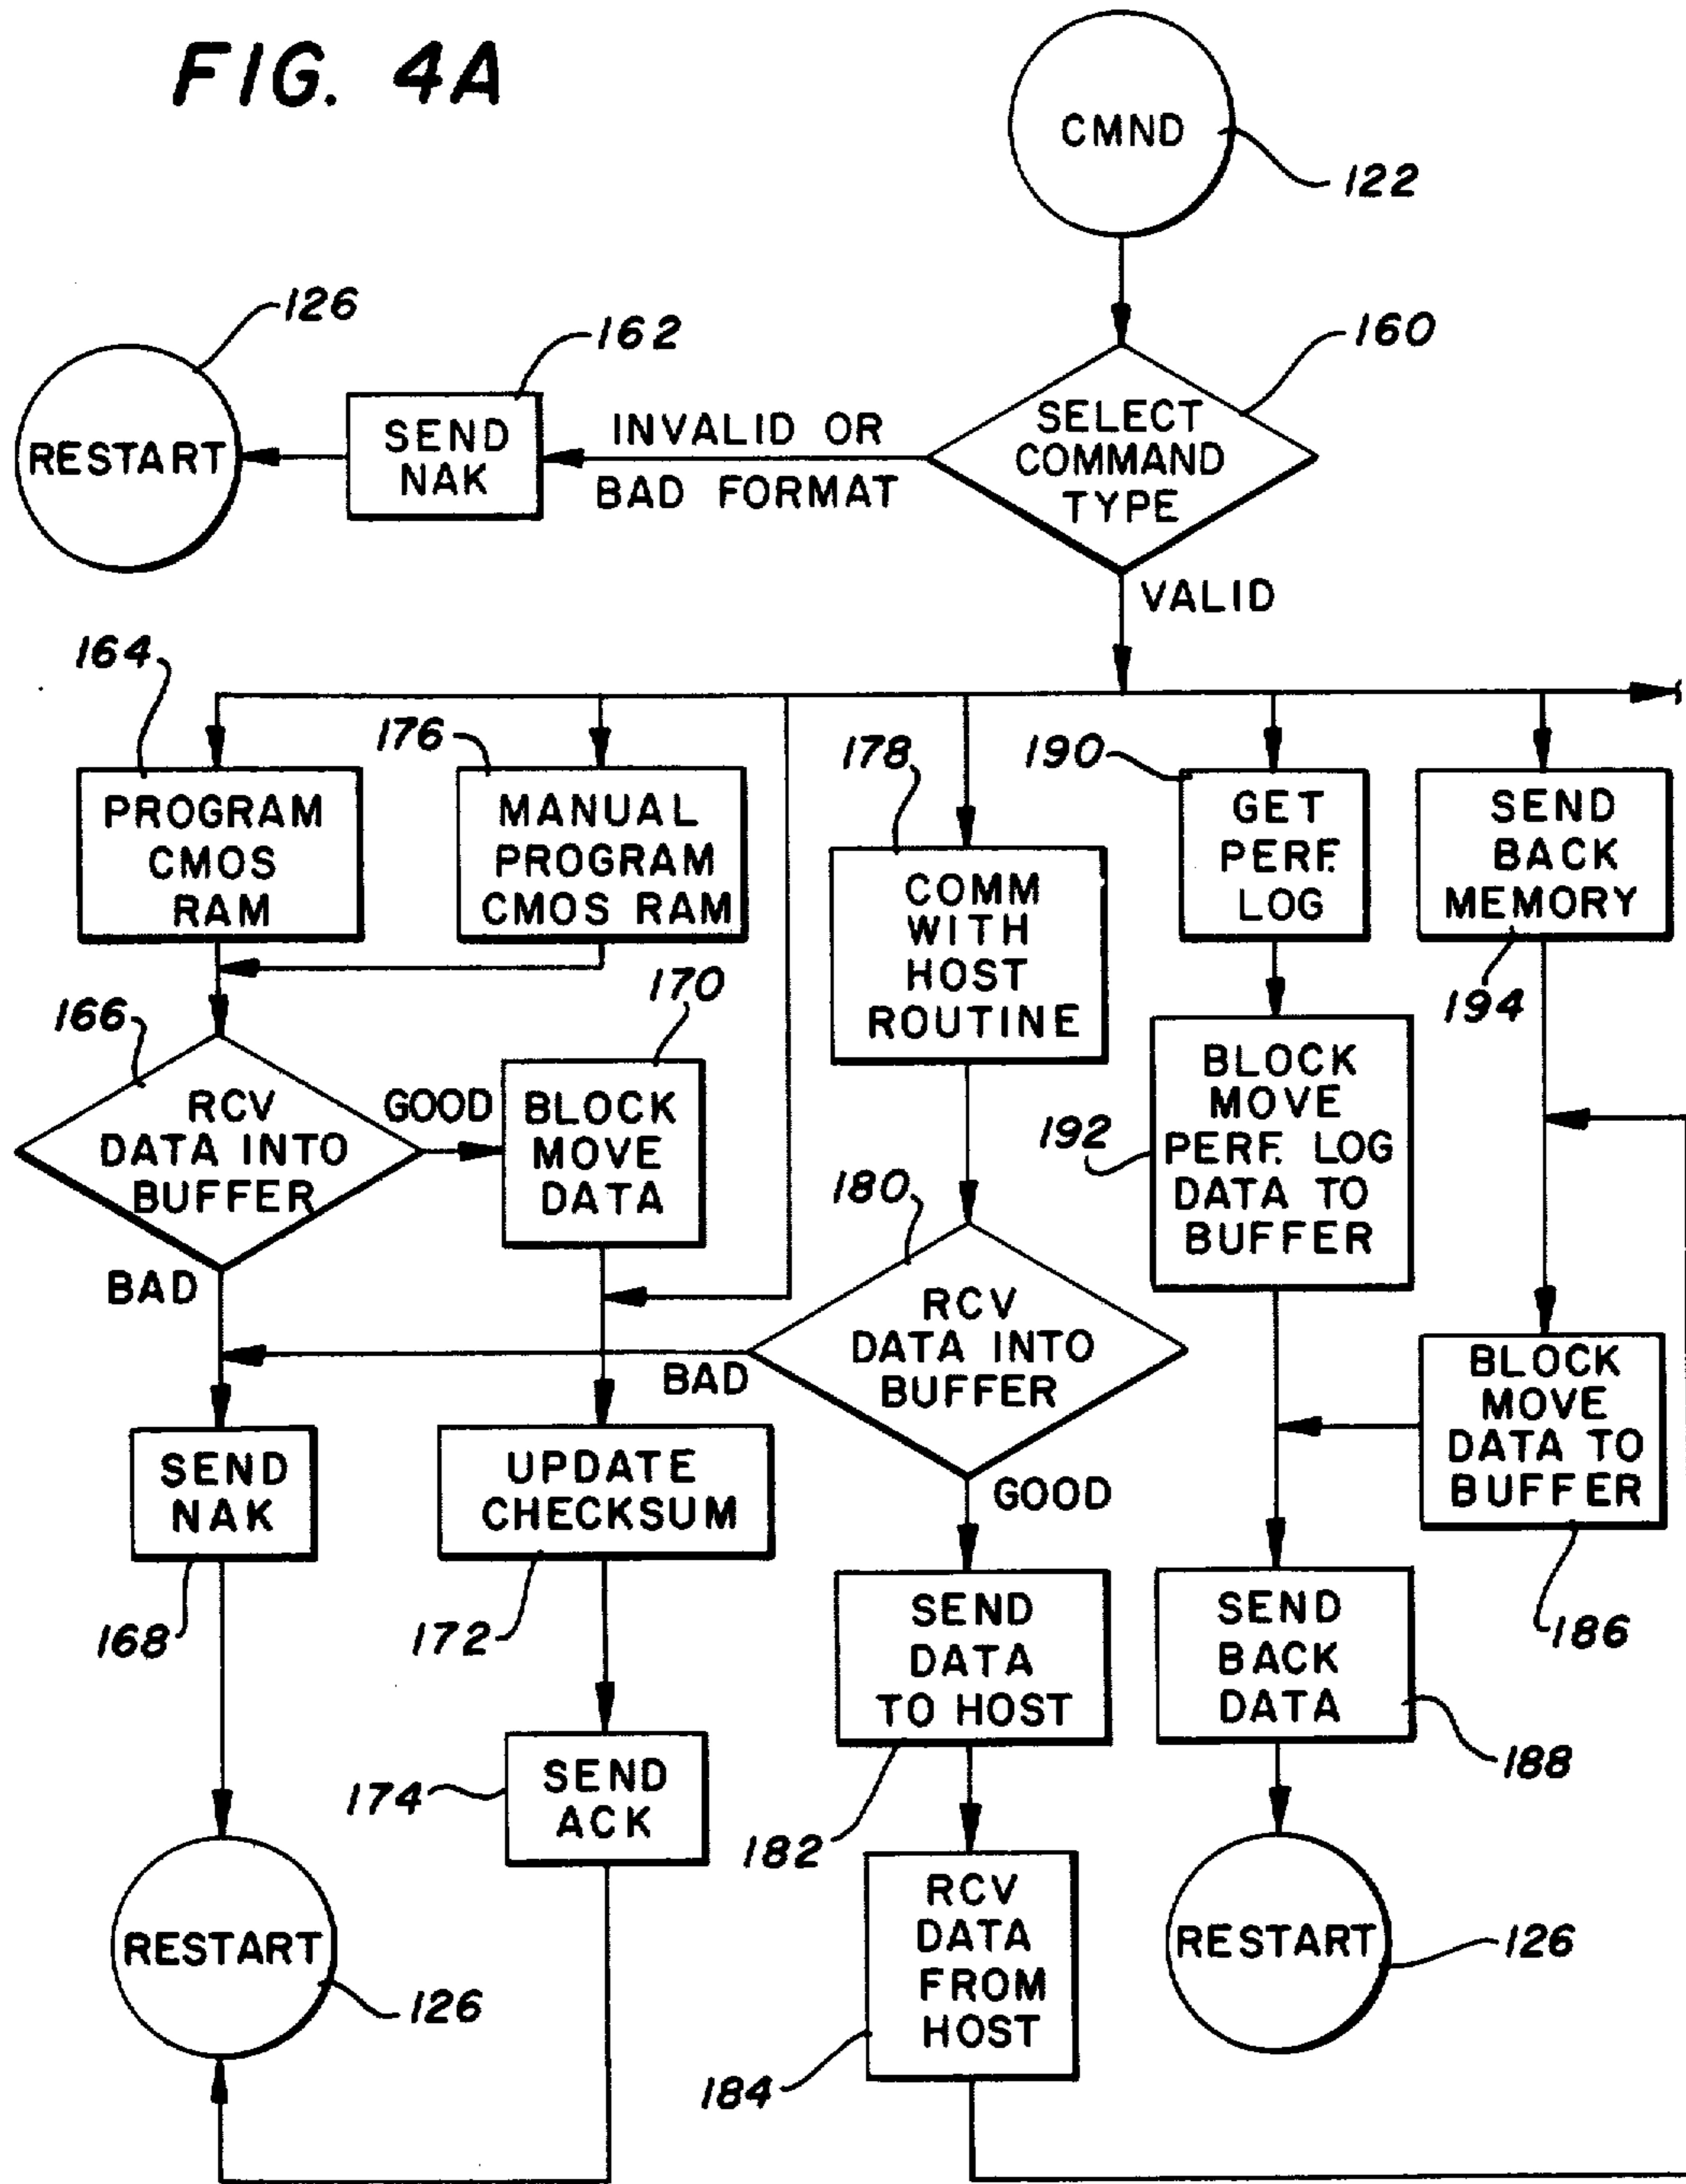 FIG. 4A
CMND
122
126
162
160
RESTART
SEND
NAK
INVALID OR
BAD FORMAT
SELECT
COMMAND
TYPE
VALID
164
PROGRAM
CMOS
RAM
176
MANUAL
PROGRAM
CMOS RAM
178
COMM
WITH
HOST
ROUTINE
190
GET
PERF.
LOG
SEND
BACK
MEMORY
194
166
RCV
DATA INTO
BUFFER
GOOD
BAD
170
BLOCK
MOVE
DATA
180
RCV
DATA INTO
BUFFER
BAD
GOOD
192
BLOCK
MOVE
PERF. LOG
DATA TO
BUFFER
BLOCK
MOVE
DATA TO
BUFFER
186
SEND
NAK
168
UPDATE
CHECKSUM
172
SEND
DATA
TO HOST
182
SEND
BACK
DATA
188
174
SEND
ACK
RESTART
126
RCV
DATA
FROM
HOST
184
RESTART
126